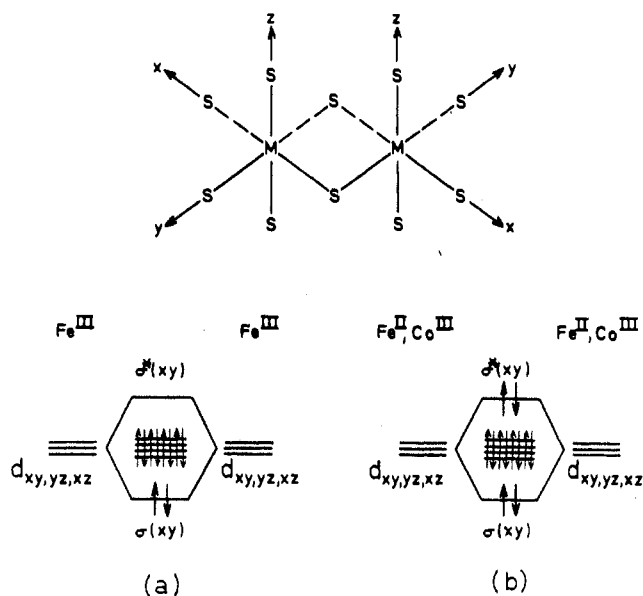 z z
x S S y
S S S
M M
S S S
y S S x
Fe^III Fe^III Fe^II, Co^III Fe^II, Co^III
σ*(xy) σ*(xy)
d_xy,yz,xz d_xy,yz,xz d_xy,yz,xz d_xy,yz,xz
σ(xy) σ(xy)
(a) (b)